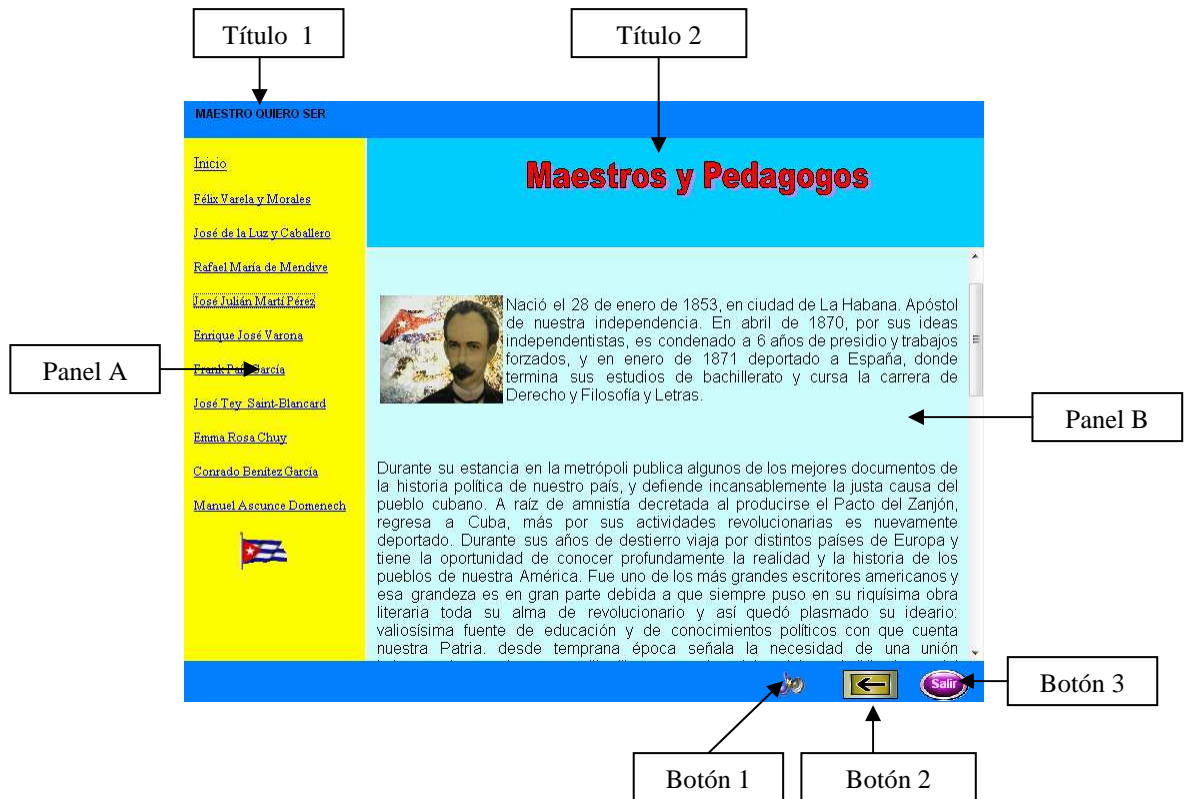 Título 1
Título 2
MAESTRO QUIERO SER
Maestros y Pedagogos
Inicio
Félix Varela y Morales
José de la Luz y Caballero
Rafael María de Mendive
José Julián Martí Pérez
Enrique José Varona
Frank País García
José Tey Saint-Blancard
Emma Rosa Chuy
Conrado Benítez García
Manuel Ascunce Domenech
Panel A
Nació el 28 de enero de 1853, en ciudad de La Habana. Apóstol
de nuestra independencia. En abril de 1870, por sus ideas
independentistas, es condenado a 6 años de presidio y trabajos
forzados, y en enero de 1871 deportado a España, donde
termina sus estudios de bachillerato y cursa la carrera de
Derecho y Filosofía y Letras.
Panel B
Durante su estancia en la metrópoli publica algunos de los mejores documentos de
la historia política de nuestro país, y defiende incansablemente la justa causa del
pueblo cubano. A raíz de amnistía decretada al producirse el Pacto del Zanjón,
regresa a Cuba, más por sus actividades revolucionarias es nuevamente
deportado. Durante sus años de destierro viaja por distintos países de Europa y
tiene la oportunidad de conocer profundamente la realidad y la historia de los
pueblos de nuestra América. Fue uno de los más grandes escritores americanos y
esa grandeza es en gran parte debida a que siempre puso en su riquísima obra
literaria toda su alma de revolucionario y así quedó plasmado su ideario:
valiosísima fuente de educación y de conocimientos políticos con que cuenta
nuestra Patria. desde temprana época señala la necesidad de una unión
Salir
Botón 3
Botón 1
Botón 2